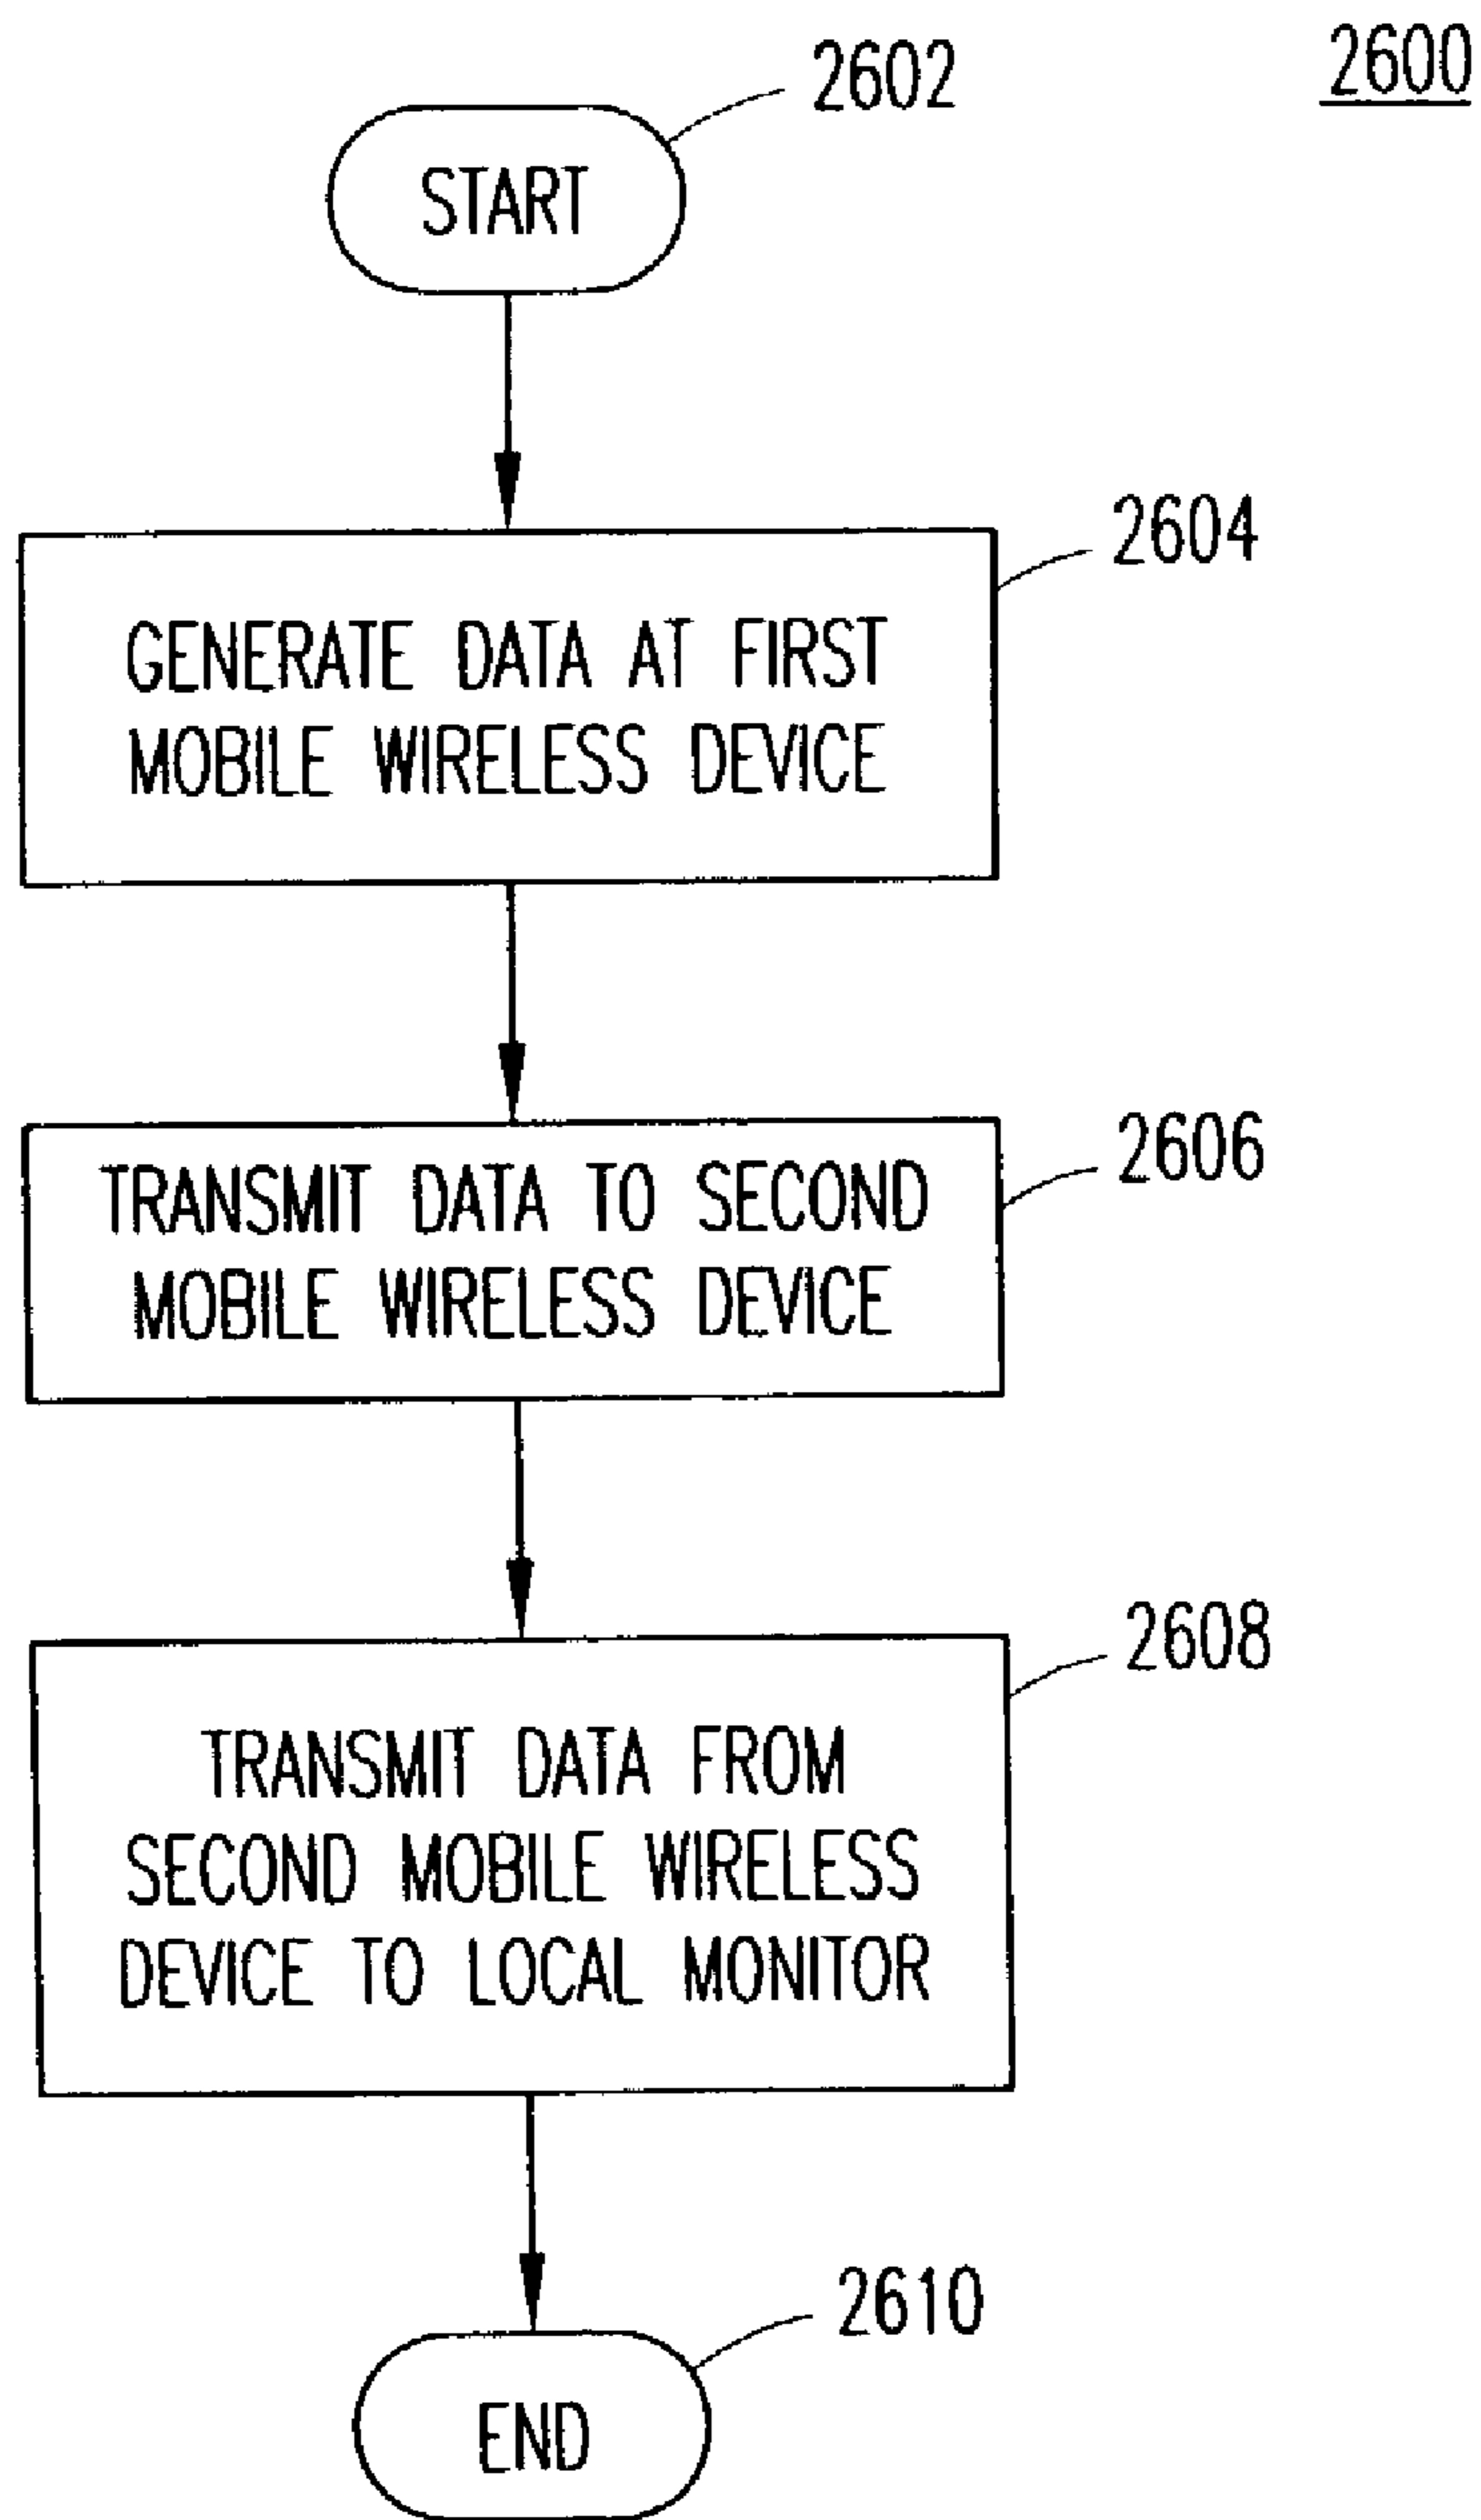 2600
2602
START
2604
GENERATE DATA AT FIRST
MOBILE WIRELESS DEVICE
2606
TRANSMIT DATA TO SECOND
MOBILE WIRELESS DEVICE
2608
TRANSMIT DATA FROM
SECOND MOBILE WIRELESS
DEVICE TO LOCAL MONITOR
2610
END